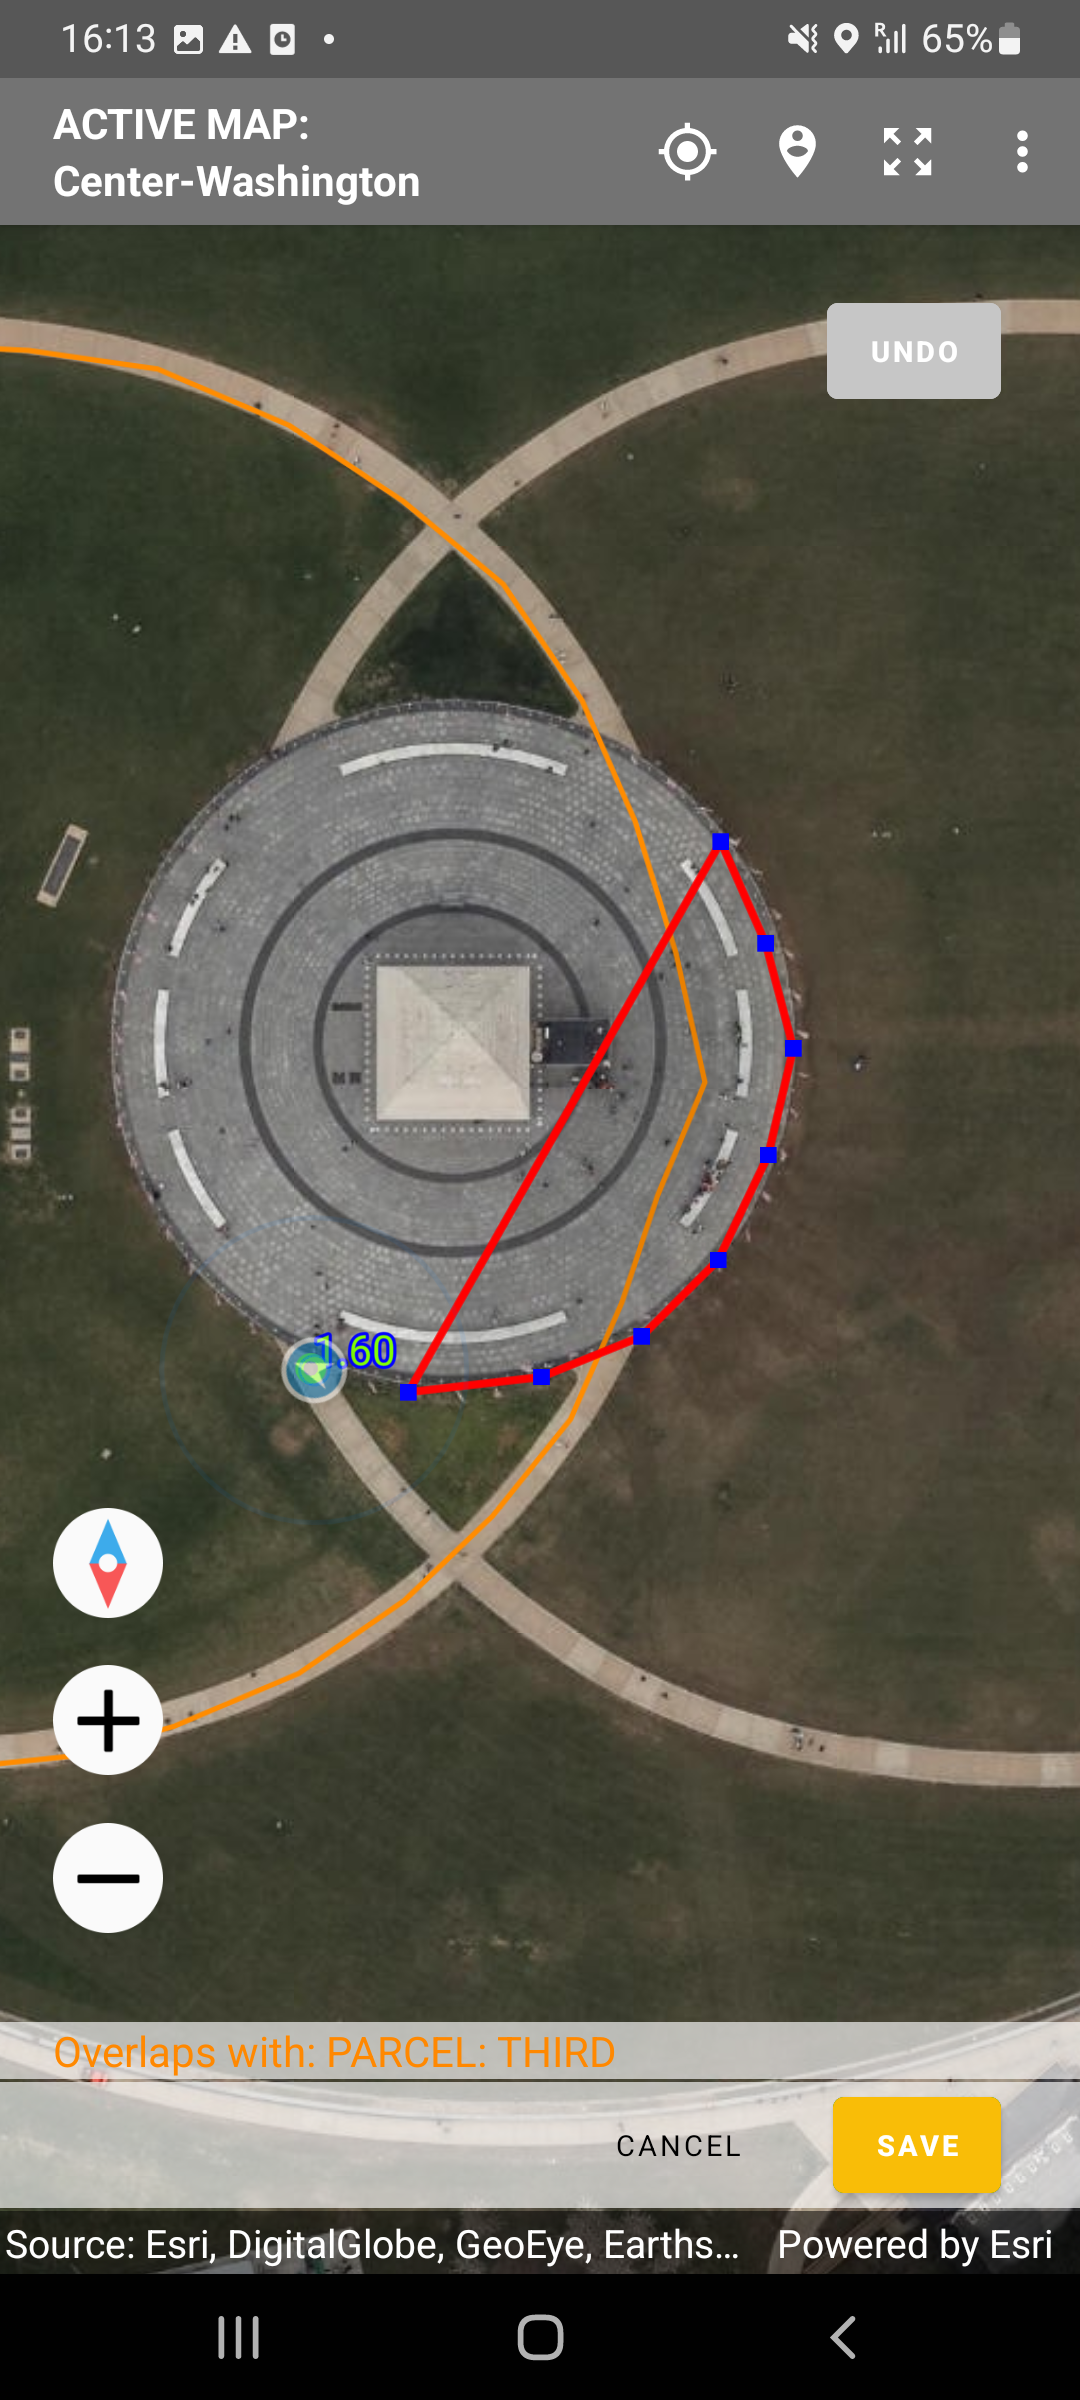 16:13
R
65%
ACTIVE MAP:
Center-Washington
UNDO
1.60
Overlaps with: PARCEL: THIRD
CANCEL
SAVE
Source: Esri, DigitalGlobe, GeoEye, Earths...
Powered by Esri